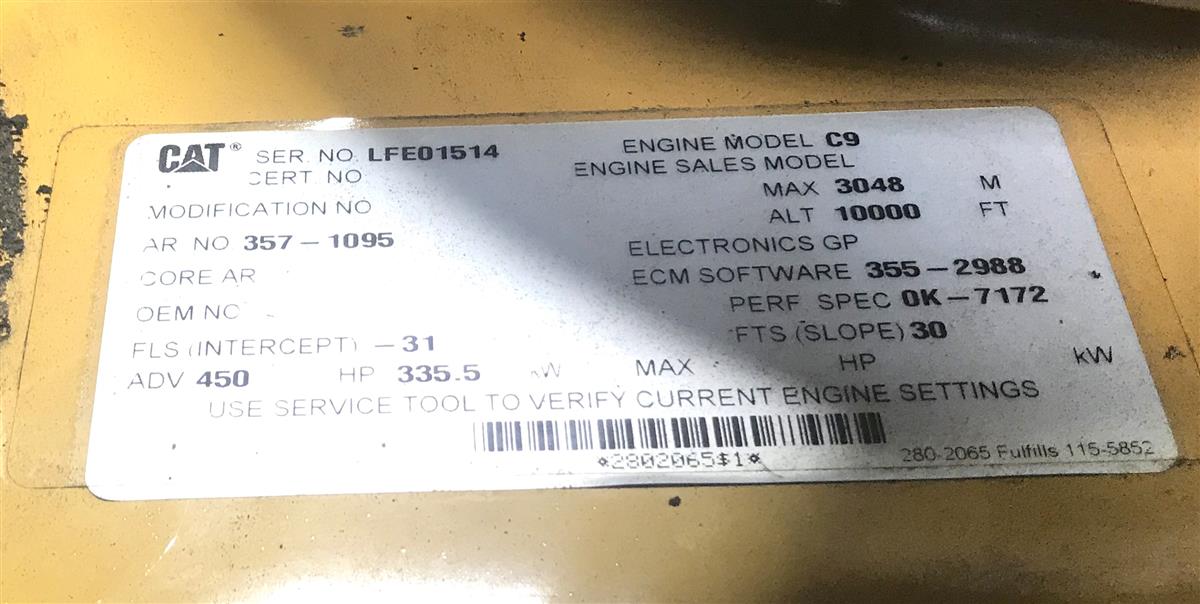 CAT® SER. NO. LFE01514 ENGINE MODEL C9
CERT. NO. ENGINE SALES MODEL
MAX 3048 M
MODIFICATION NO ALT 10000 FT
AR NO 357-1095 ELECTRONICS GP
CORE AR ECM SOFTWARE 355-2988
OEM NO PERF SPEC 0K-7172
FLS (INTERCEPT) -31 FTS (SLOPE) 30
ADV 450 HP 335.5 kW MAX HP kW
USE SERVICE TOOL TO VERIFY CURRENT ENGINE SETTINGS
*2802065$1* 280-2065 Fulfills 115-5852